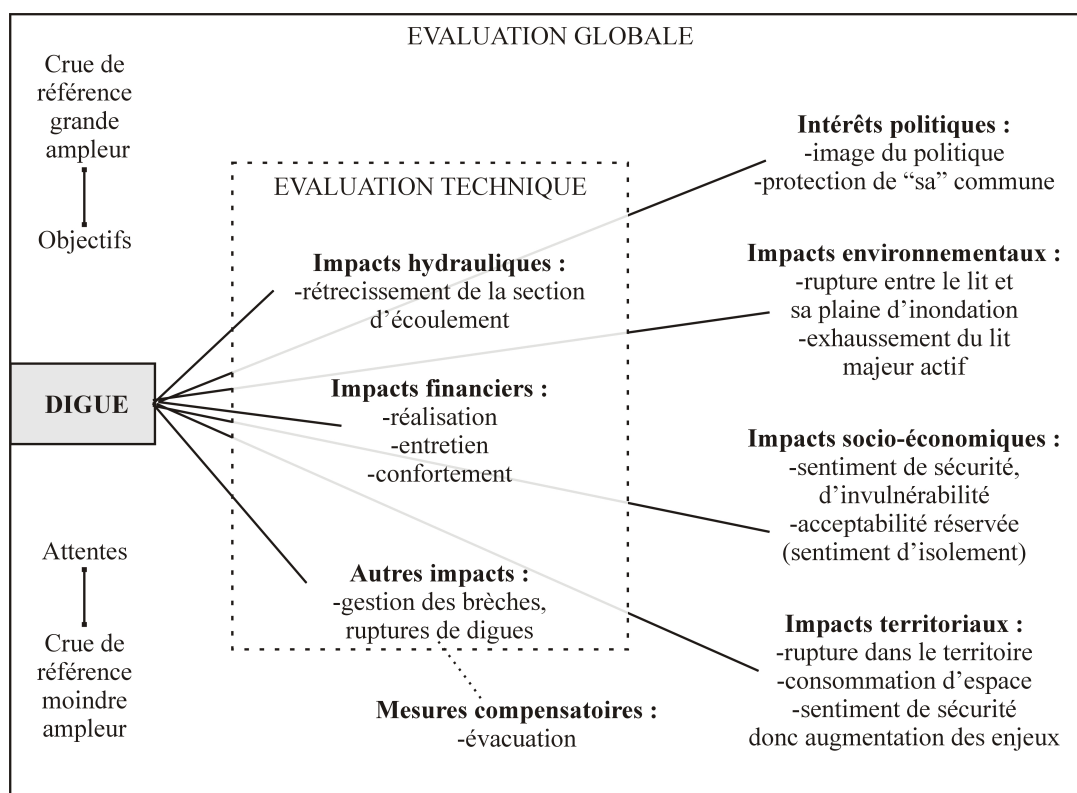 EVALUATION GLOBALE
Crue de
référence
grande
ampleur
Objectifs
DIGUE
Attentes
Crue de
référence
moindre
ampleur
EVALUATION TECHNIQUE
Impacts hydrauliques :
-rétrecissement de la section
d’écoulement
Impacts financiers :
-réalisation
-entretien
-confortement
Autres impacts :
-gestion des brèches,
ruptures de digues
Mesures compensatoires :
-évacuation
Intérêts politiques :
-image du politique
-protection de “sa” commune
Impacts environnementaux :
-rupture entre le lit et
sa plaine d’inondation
-exhaussement du lit
majeur actif
Impacts socio-économiques :
-sentiment de sécurité,
d’invulnérabilité
-acceptabilité réservée
(sentiment d’isolement)
Impacts territoriaux :
-rupture dans le territoire
-consommation d’espace
-sentiment de sécurité
donc augmentation des enjeux